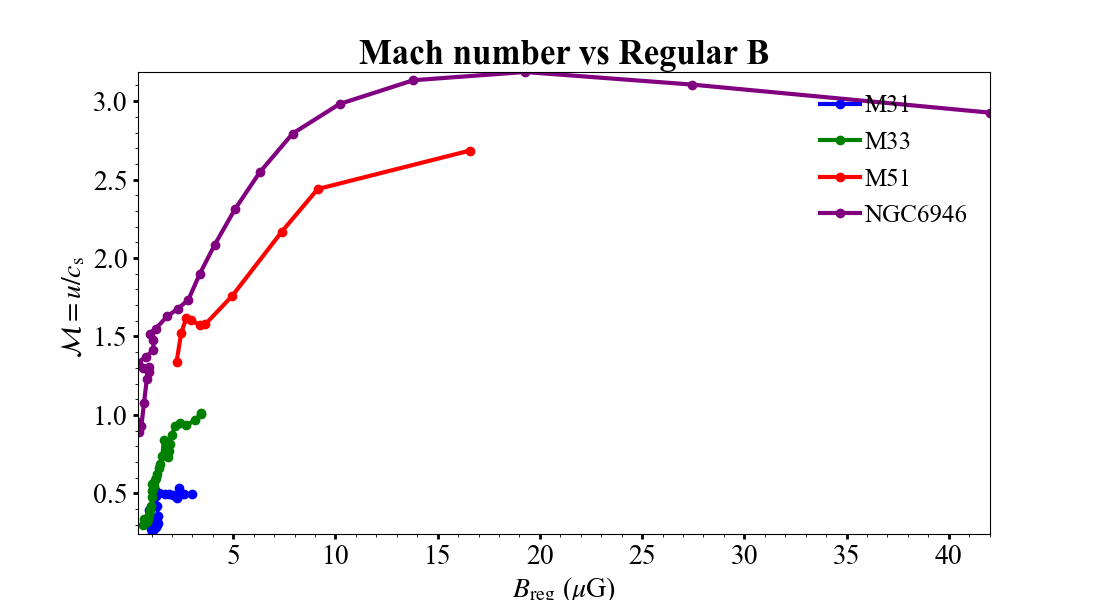 Mach number vs Regular B
ℳ = u/cₛ
3.0
2.5
2.0
1.5
1.0
0.5
M31
M33
M51
NGC6946
5 10 15 20 25 30 35 40
B_reg (μG)